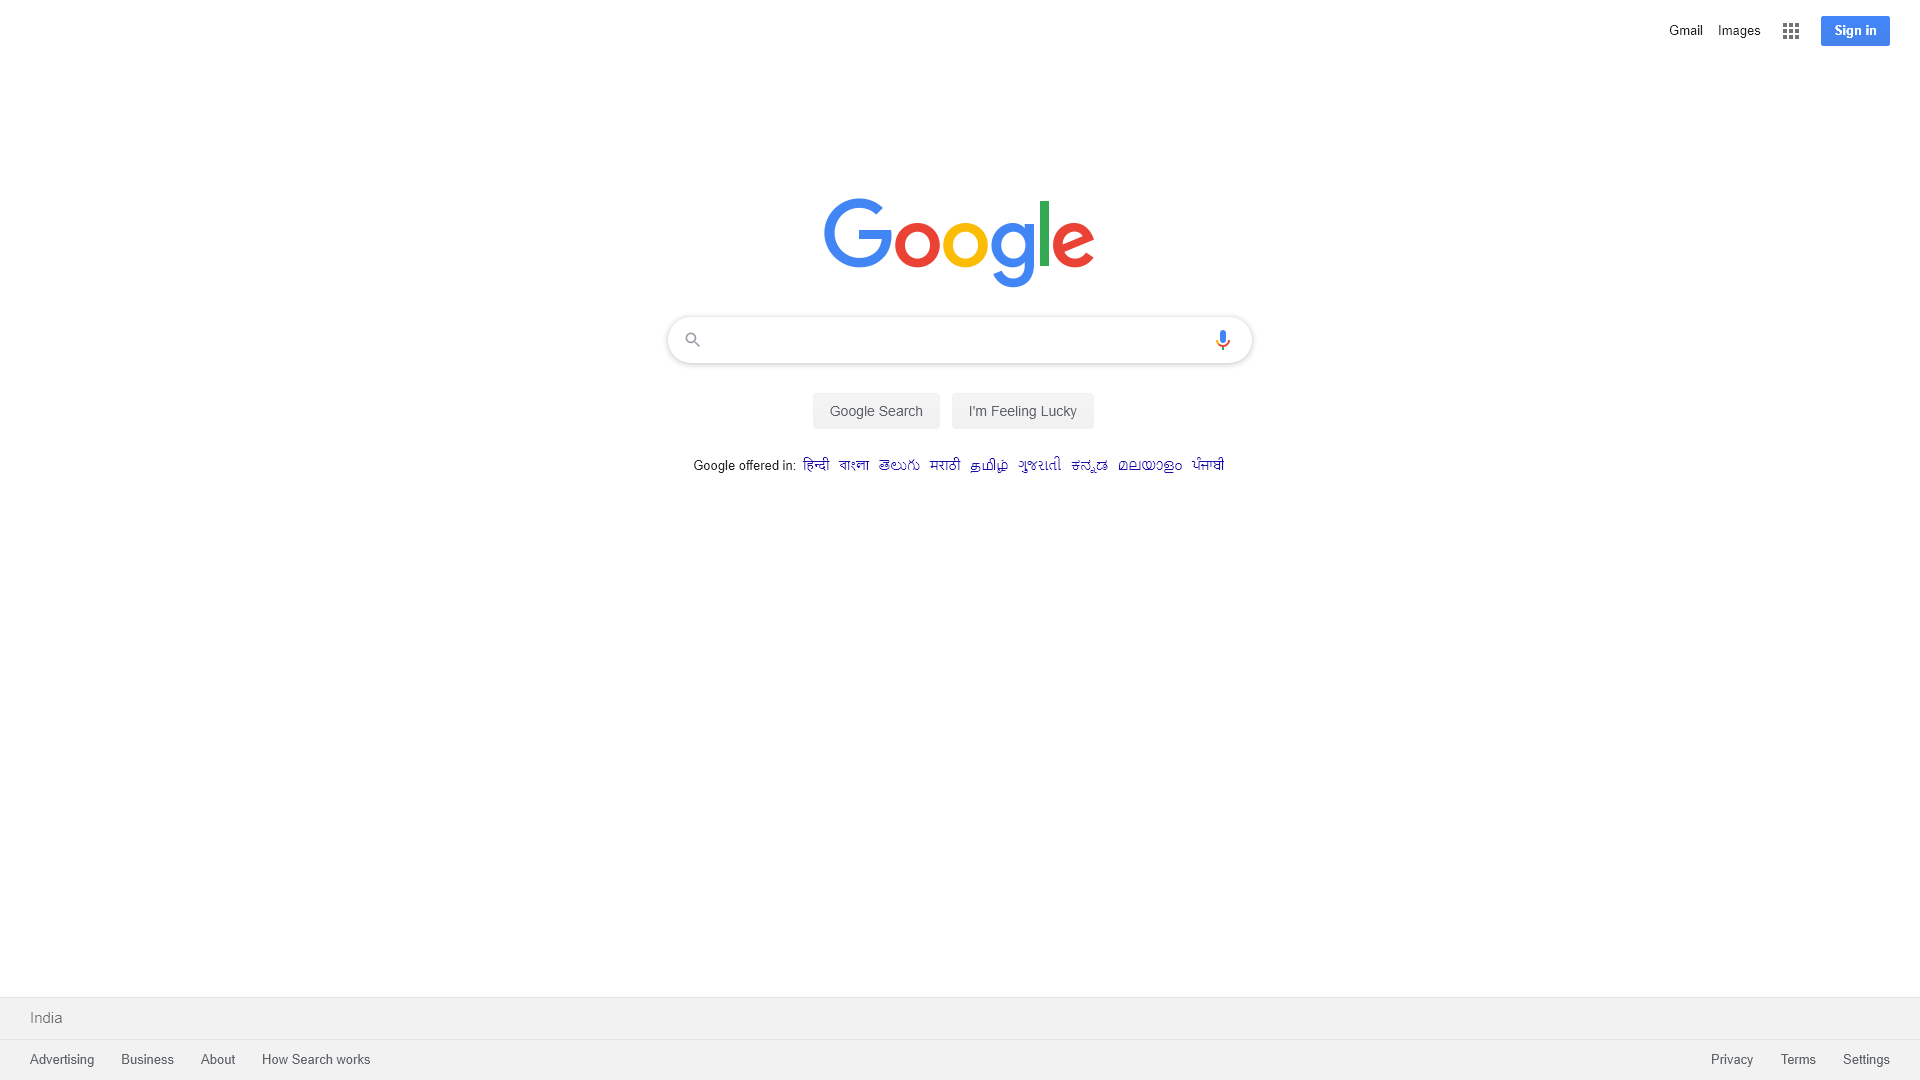 Gmail Images Sign in
Google
Google Search I'm Feeling Lucky
Google offered in: हिन्दी বাংলা తెలుగు मराठी தமிழ் ગુજરાતી ಕನ್ನಡ മലയാളം ਪੰਜਾਬੀ
India
Advertising Business About How Search works Privacy Terms Settings